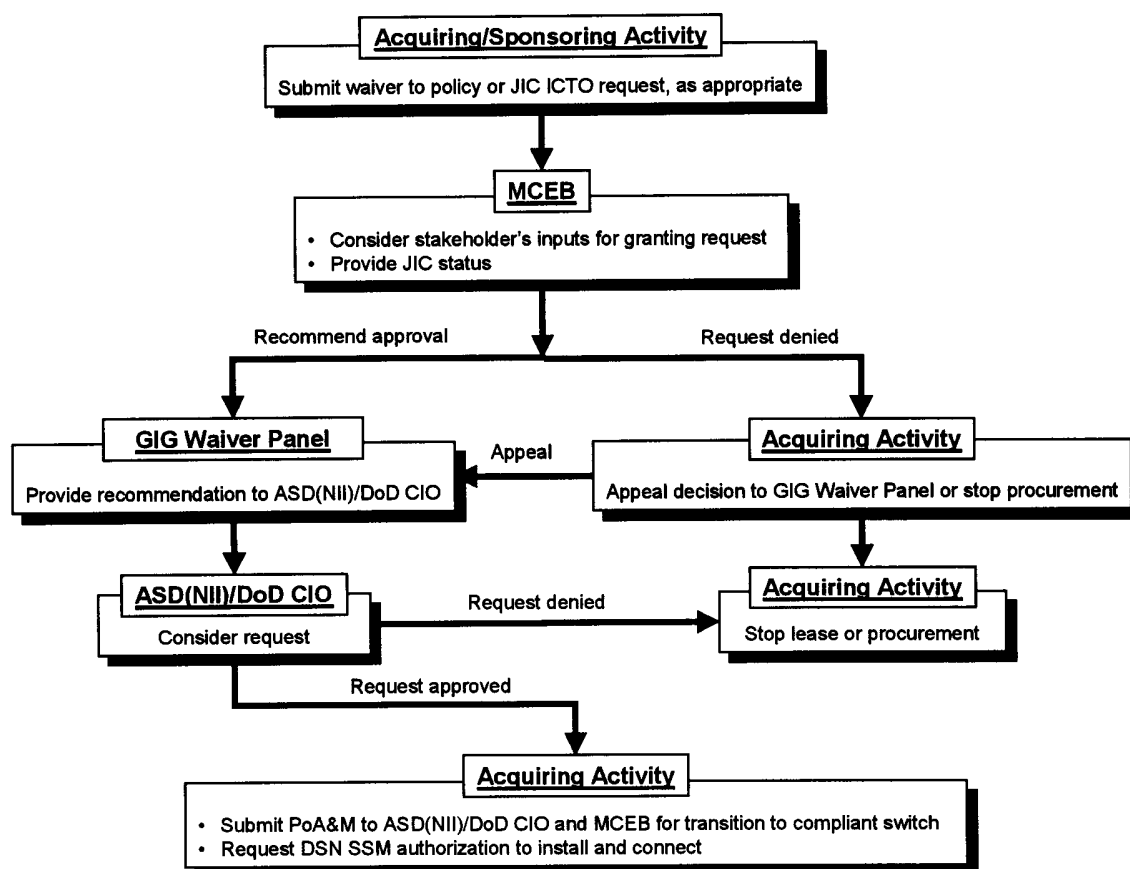 Acquiring/Sponsoring Activity
Submit waiver to policy or JIC ICTO request, as appropriate
MCEB
• Consider stakeholder's inputs for granting request
• Provide JIC status
Recommend approval
Request denied
GIG Waiver Panel
Provide recommendation to ASD(NII)/DoD CIO
Appeal
Acquiring Activity
Appeal decision to GIG Waiver Panel or stop procurement
ASD(NII)/DoD CIO
Consider request
Request denied
Acquiring Activity
Stop lease or procurement
Request approved
Acquiring Activity
• Submit PoA&M to ASD(NII)/DoD CIO and MCEB for transition to compliant switch
• Request DSN SSM authorization to install and connect